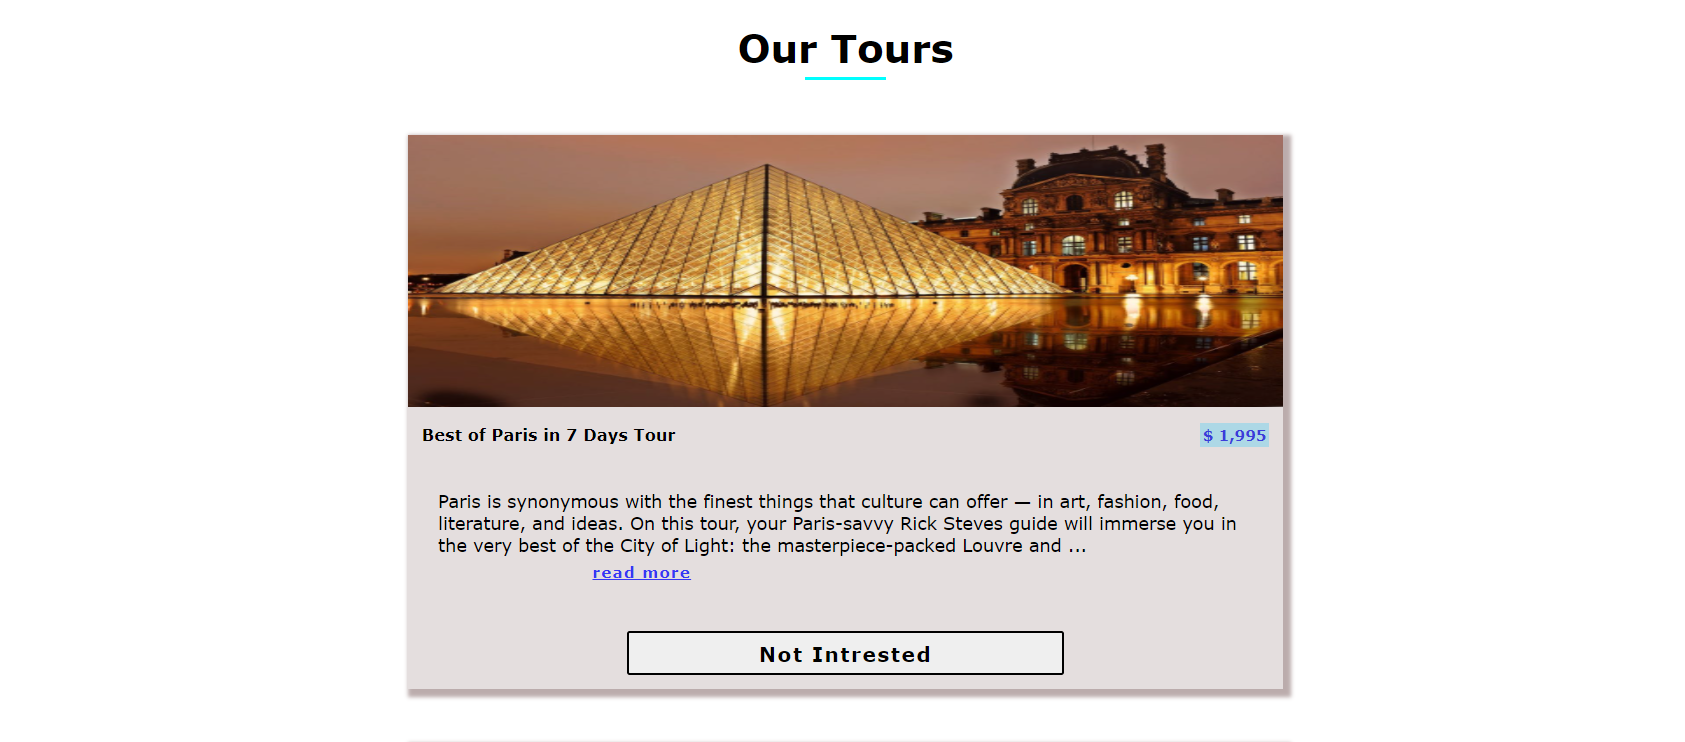 Our Tours
Best of Paris in 7 Days Tour
$ 1,995
Paris is synonymous with the finest things that culture can offer — in art, fashion, food,
literature, and ideas. On this tour, your Paris-savvy Rick Steves guide will immerse you in
the very best of the City of Light: the masterpiece-packed Louvre and ...
read more
Not Intrested